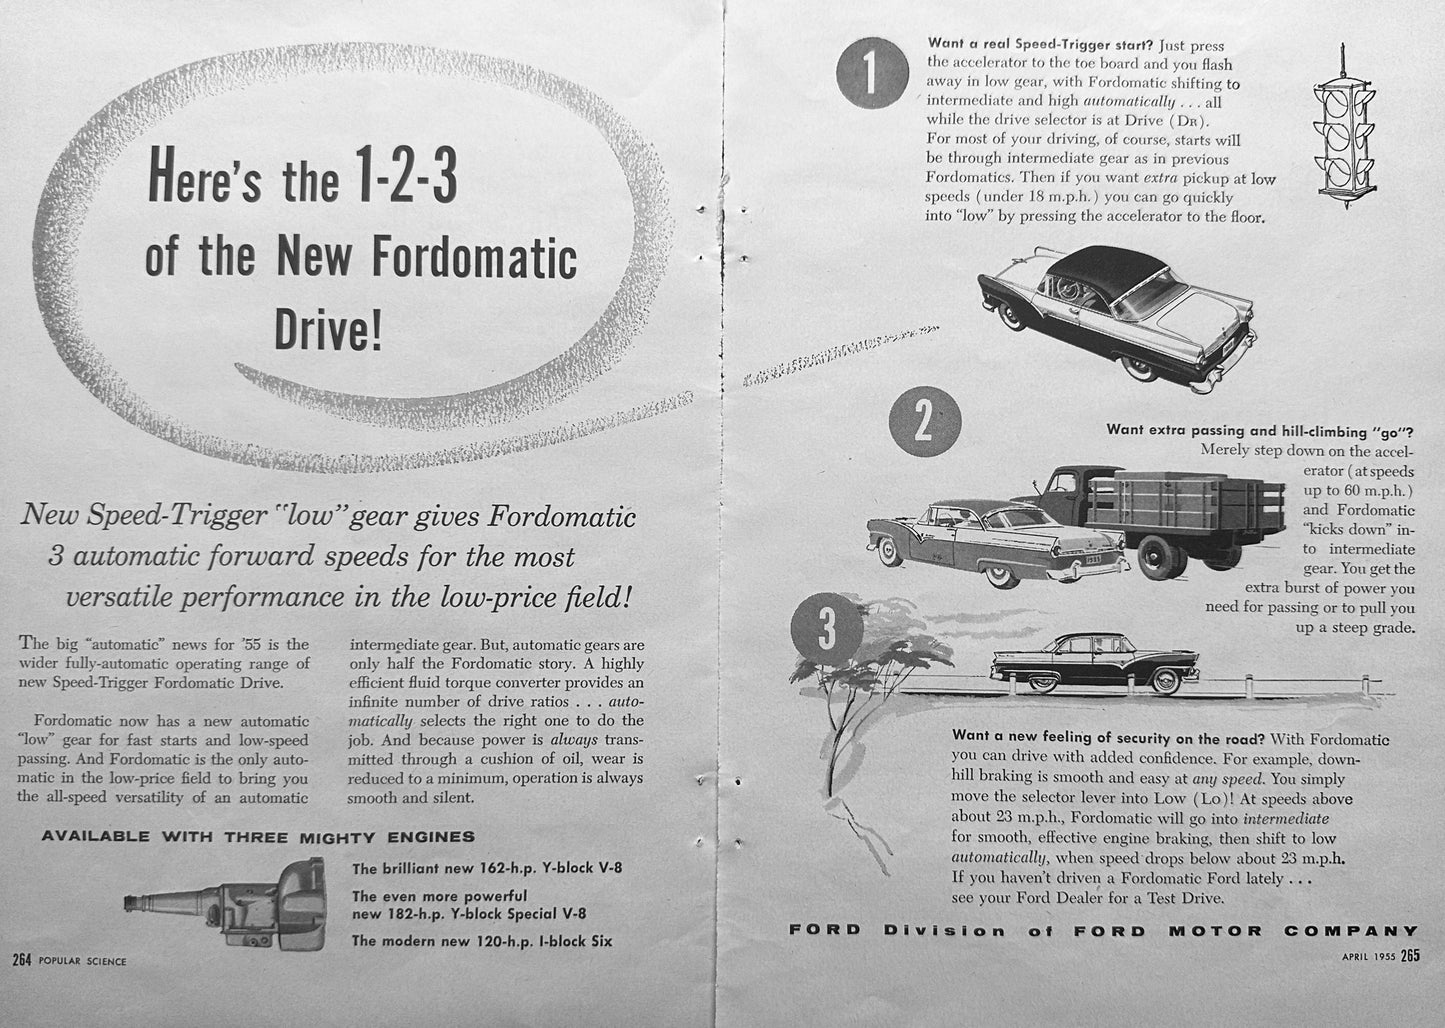 Here's the 1-2-3
of the New Fordomatic
Drive!
New Speed-Trigger "low" gear gives Fordomatic
3 automatic forward speeds for the most
versatile performance in the low-price field!
The big "automatic" news for '55 is the
wider fully-automatic operating range of
new Speed-Trigger Fordomatic Drive.
Fordomatic now has a new automatic
"low" gear for fast starts and low-speed
passing. And Fordomatic is the only auto-
matic in the low-price field to bring you
the all-speed versatility of an automatic
intermediate gear. But, automatic gears are
only half the Fordomatic story. A highly
efficient fluid torque converter provides an
infinite number of drive ratios . . . auto-
matically selects the right one to do the
job. And because power is always trans-
mitted through a cushion of oil, wear is
reduced to a minimum, operation is always
smooth and silent.
AVAILABLE WITH THREE MIGHTY ENGINES
The brilliant new 162-h.p. Y-block V-8
The even more powerful
new 182-h.p. Y-block Special V-8
The modern new 120-h.p. I-block Six
264 POPULAR SCIENCE
1
Want a real Speed-Trigger start? Just press
the accelerator to the toe board and you flash
away in low gear, with Fordomatic shifting to
intermediate and high automatically . . . all
while the drive selector is at Drive (DR).
For most of your driving, of course, starts will
be through intermediate gear as in previous
Fordomatics. Then if you want extra pickup at low
speeds (under 18 m.p.h.) you can go quickly
into "low" by pressing the accelerator to the floor.
2
Want extra passing and hill-climbing "go"?
Merely step down on the accel-
erator (at speeds
up to 60 m.p.h.)
and Fordomatic
"kicks down" in-
to intermediate
gear. You get the
extra burst of power you
need for passing or to pull you
up a steep grade.
3
Want a new feeling of security on the road? With Fordomatic
you can drive with added confidence. For example, down-
hill braking is smooth and easy at any speed. You simply
move the selector lever into Low (Lo)! At speeds above
about 23 m.p.h., Fordomatic will go into intermediate
for smooth, effective engine braking, then shift to low
automatically, when speed drops below about 23 m.p.h.
If you haven't driven a Fordomatic Ford lately . . .
see your Ford Dealer for a Test Drive.
FORD Division of FORD MOTOR COMPANY
APRIL 1955 265